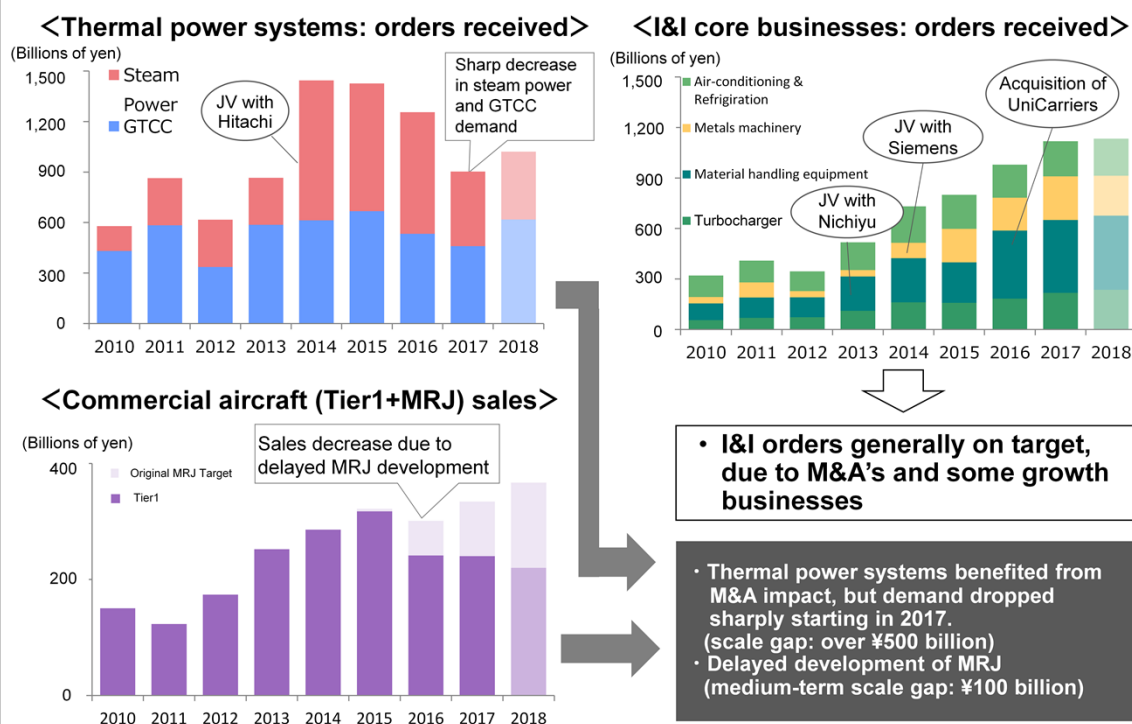 <Thermal power systems: orders received>
(Billions of yen)
1,500
1,200
900
600
300
0
Steam
Power
GTCC
JV with
Hitachi
Sharp decrease
in steam power
and GTCC
demand
2010 2011 2012 2013 2014 2015 2016 2017 2018
<I&I core businesses: orders received>
(Billions of yen)
1,500
1,200
900
600
300
0
Air-conditioning &
Refrigiration
Metals machinery
Material handling equipment
Turbocharger
JV with
Nichiyu
JV with
Siemens
Acquisition of
UniCarriers
2010 2011 2012 2013 2014 2015 2016 2017 2018
<Commercial aircraft (Tier1+MRJ) sales>
(Billions of yen)
400
200
0
Original MRJ Target
Tier1
Sales decrease due to
delayed MRJ development
2010 2011 2012 2013 2014 2015 2016 2017 2018
• I&I orders generally on target,
due to M&A's and some growth
businesses
・Thermal power systems benefited from
M&A impact, but demand dropped
sharply starting in 2017.
(scale gap: over ¥500 billion)
・Delayed development of MRJ
(medium-term scale gap: ¥100 billion)